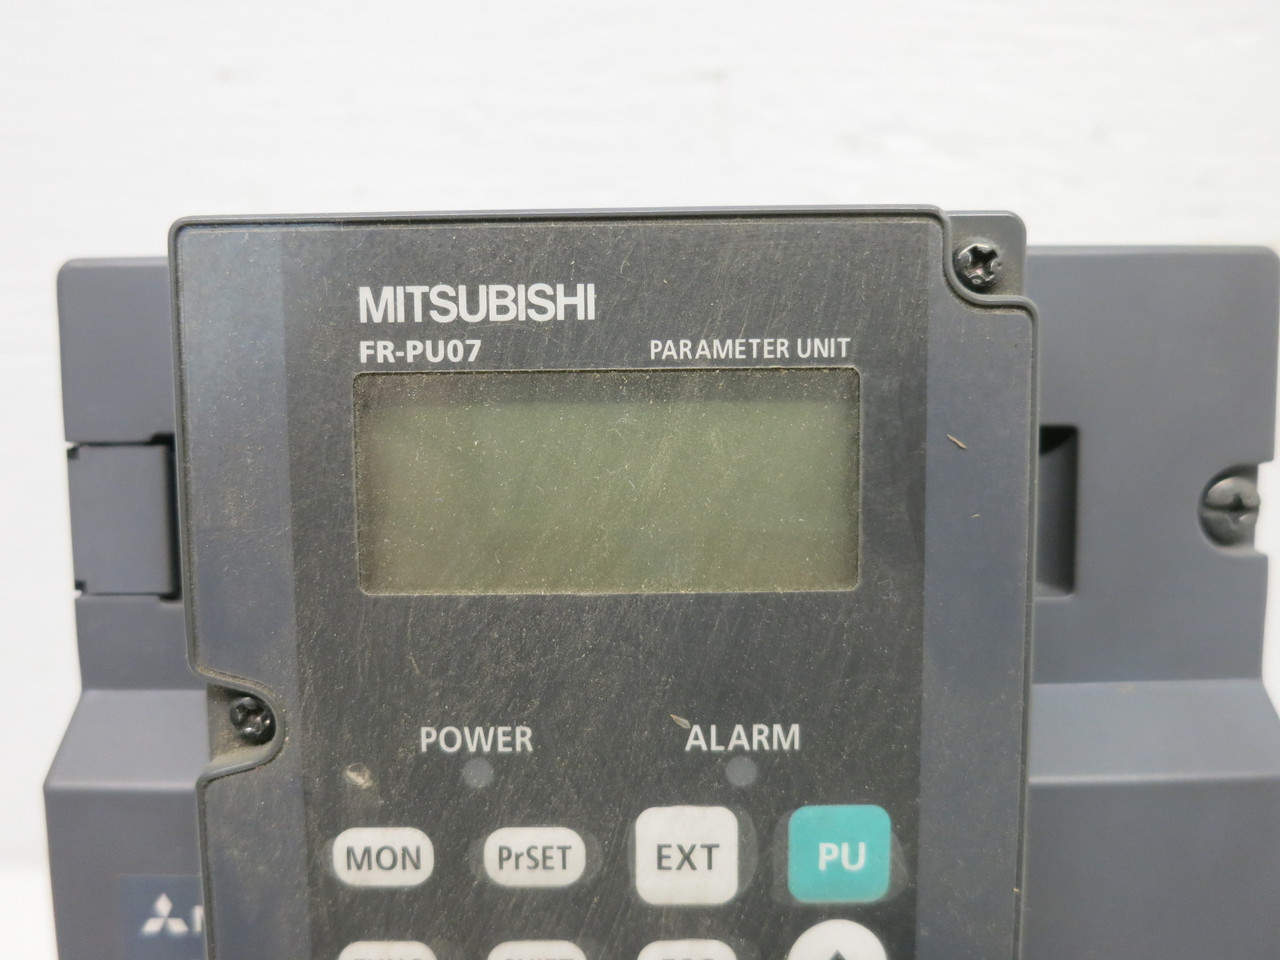 MITSUBISHI
FR-PU07 PARAMETER UNIT
POWER ALARM
MON PrSET EXT PU